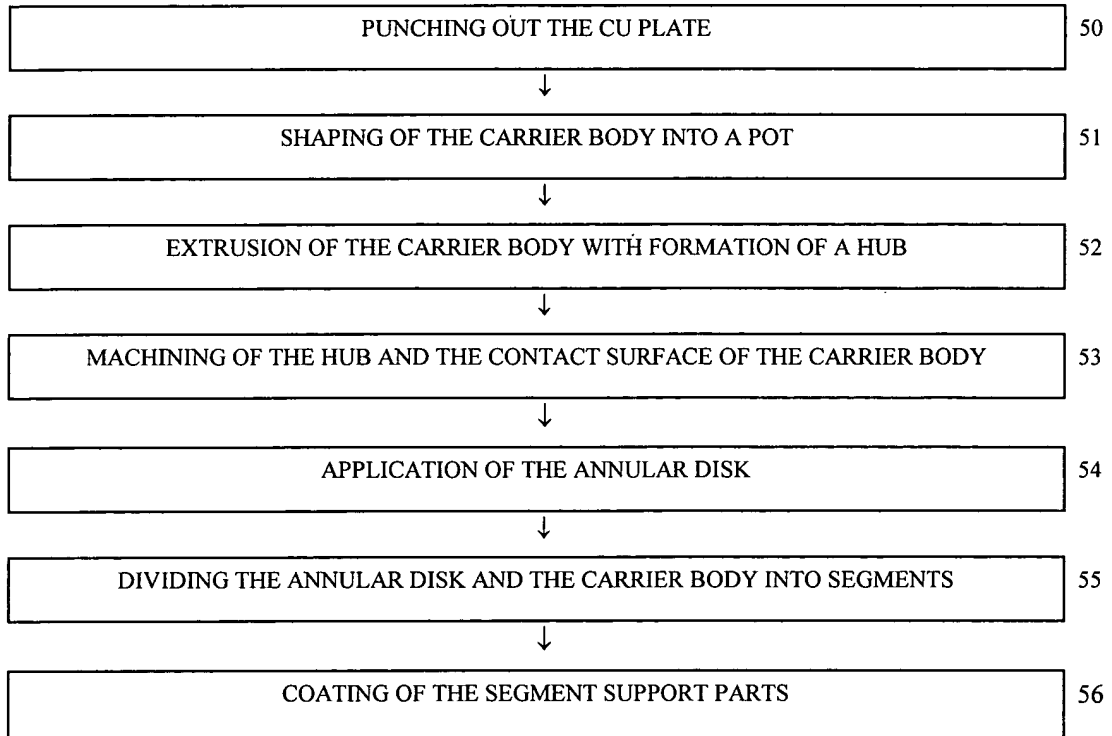 PUNCHING OUT THE CU PLATE 50
↓
SHAPING OF THE CARRIER BODY INTO A POT 51
↓
EXTRUSION OF THE CARRIER BODY WITH FORMATION OF A HUB 52
↓
MACHINING OF THE HUB AND THE CONTACT SURFACE OF THE CARRIER BODY 53
↓
APPLICATION OF THE ANNULAR DISK 54
↓
DIVIDING THE ANNULAR DISK AND THE CARRIER BODY INTO SEGMENTS 55
↓
COATING OF THE SEGMENT SUPPORT PARTS 56